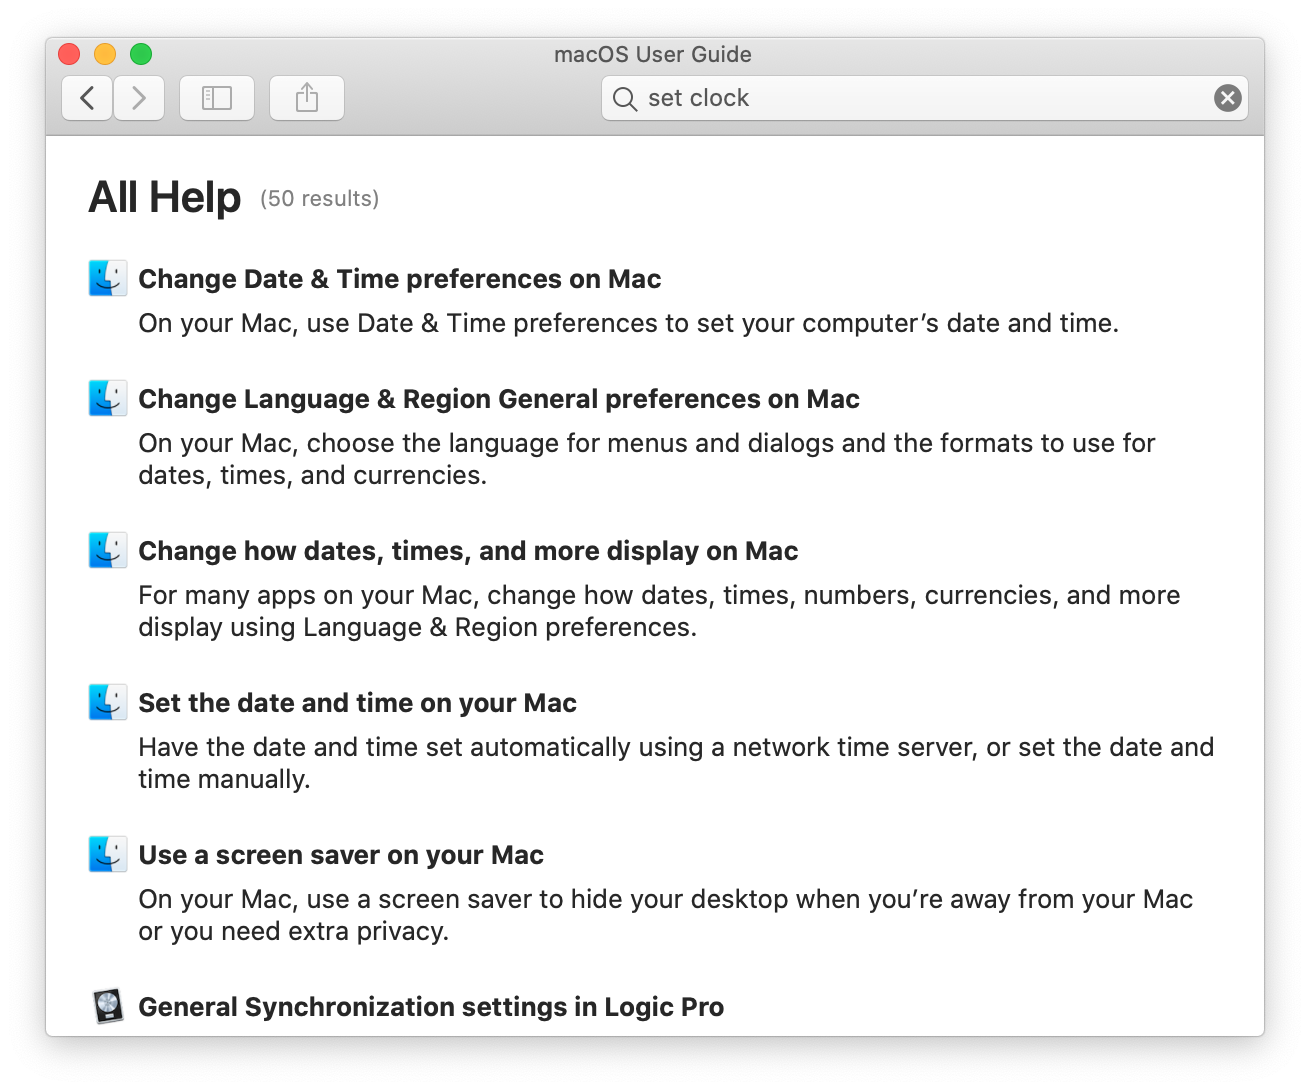 macOS User Guide
set clock
All Help (50 results)
Change Date & Time preferences on Mac
On your Mac, use Date & Time preferences to set your computer’s date and time.
Change Language & Region General preferences on Mac
On your Mac, choose the language for menus and dialogs and the formats to use for
dates, times, and currencies.
Change how dates, times, and more display on Mac
For many apps on your Mac, change how dates, times, numbers, currencies, and more
display using Language & Region preferences.
Set the date and time on your Mac
Have the date and time set automatically using a network time server, or set the date and
time manually.
Use a screen saver on your Mac
On your Mac, use a screen saver to hide your desktop when you’re away from your Mac
or you need extra privacy.
General Synchronization settings in Logic Pro